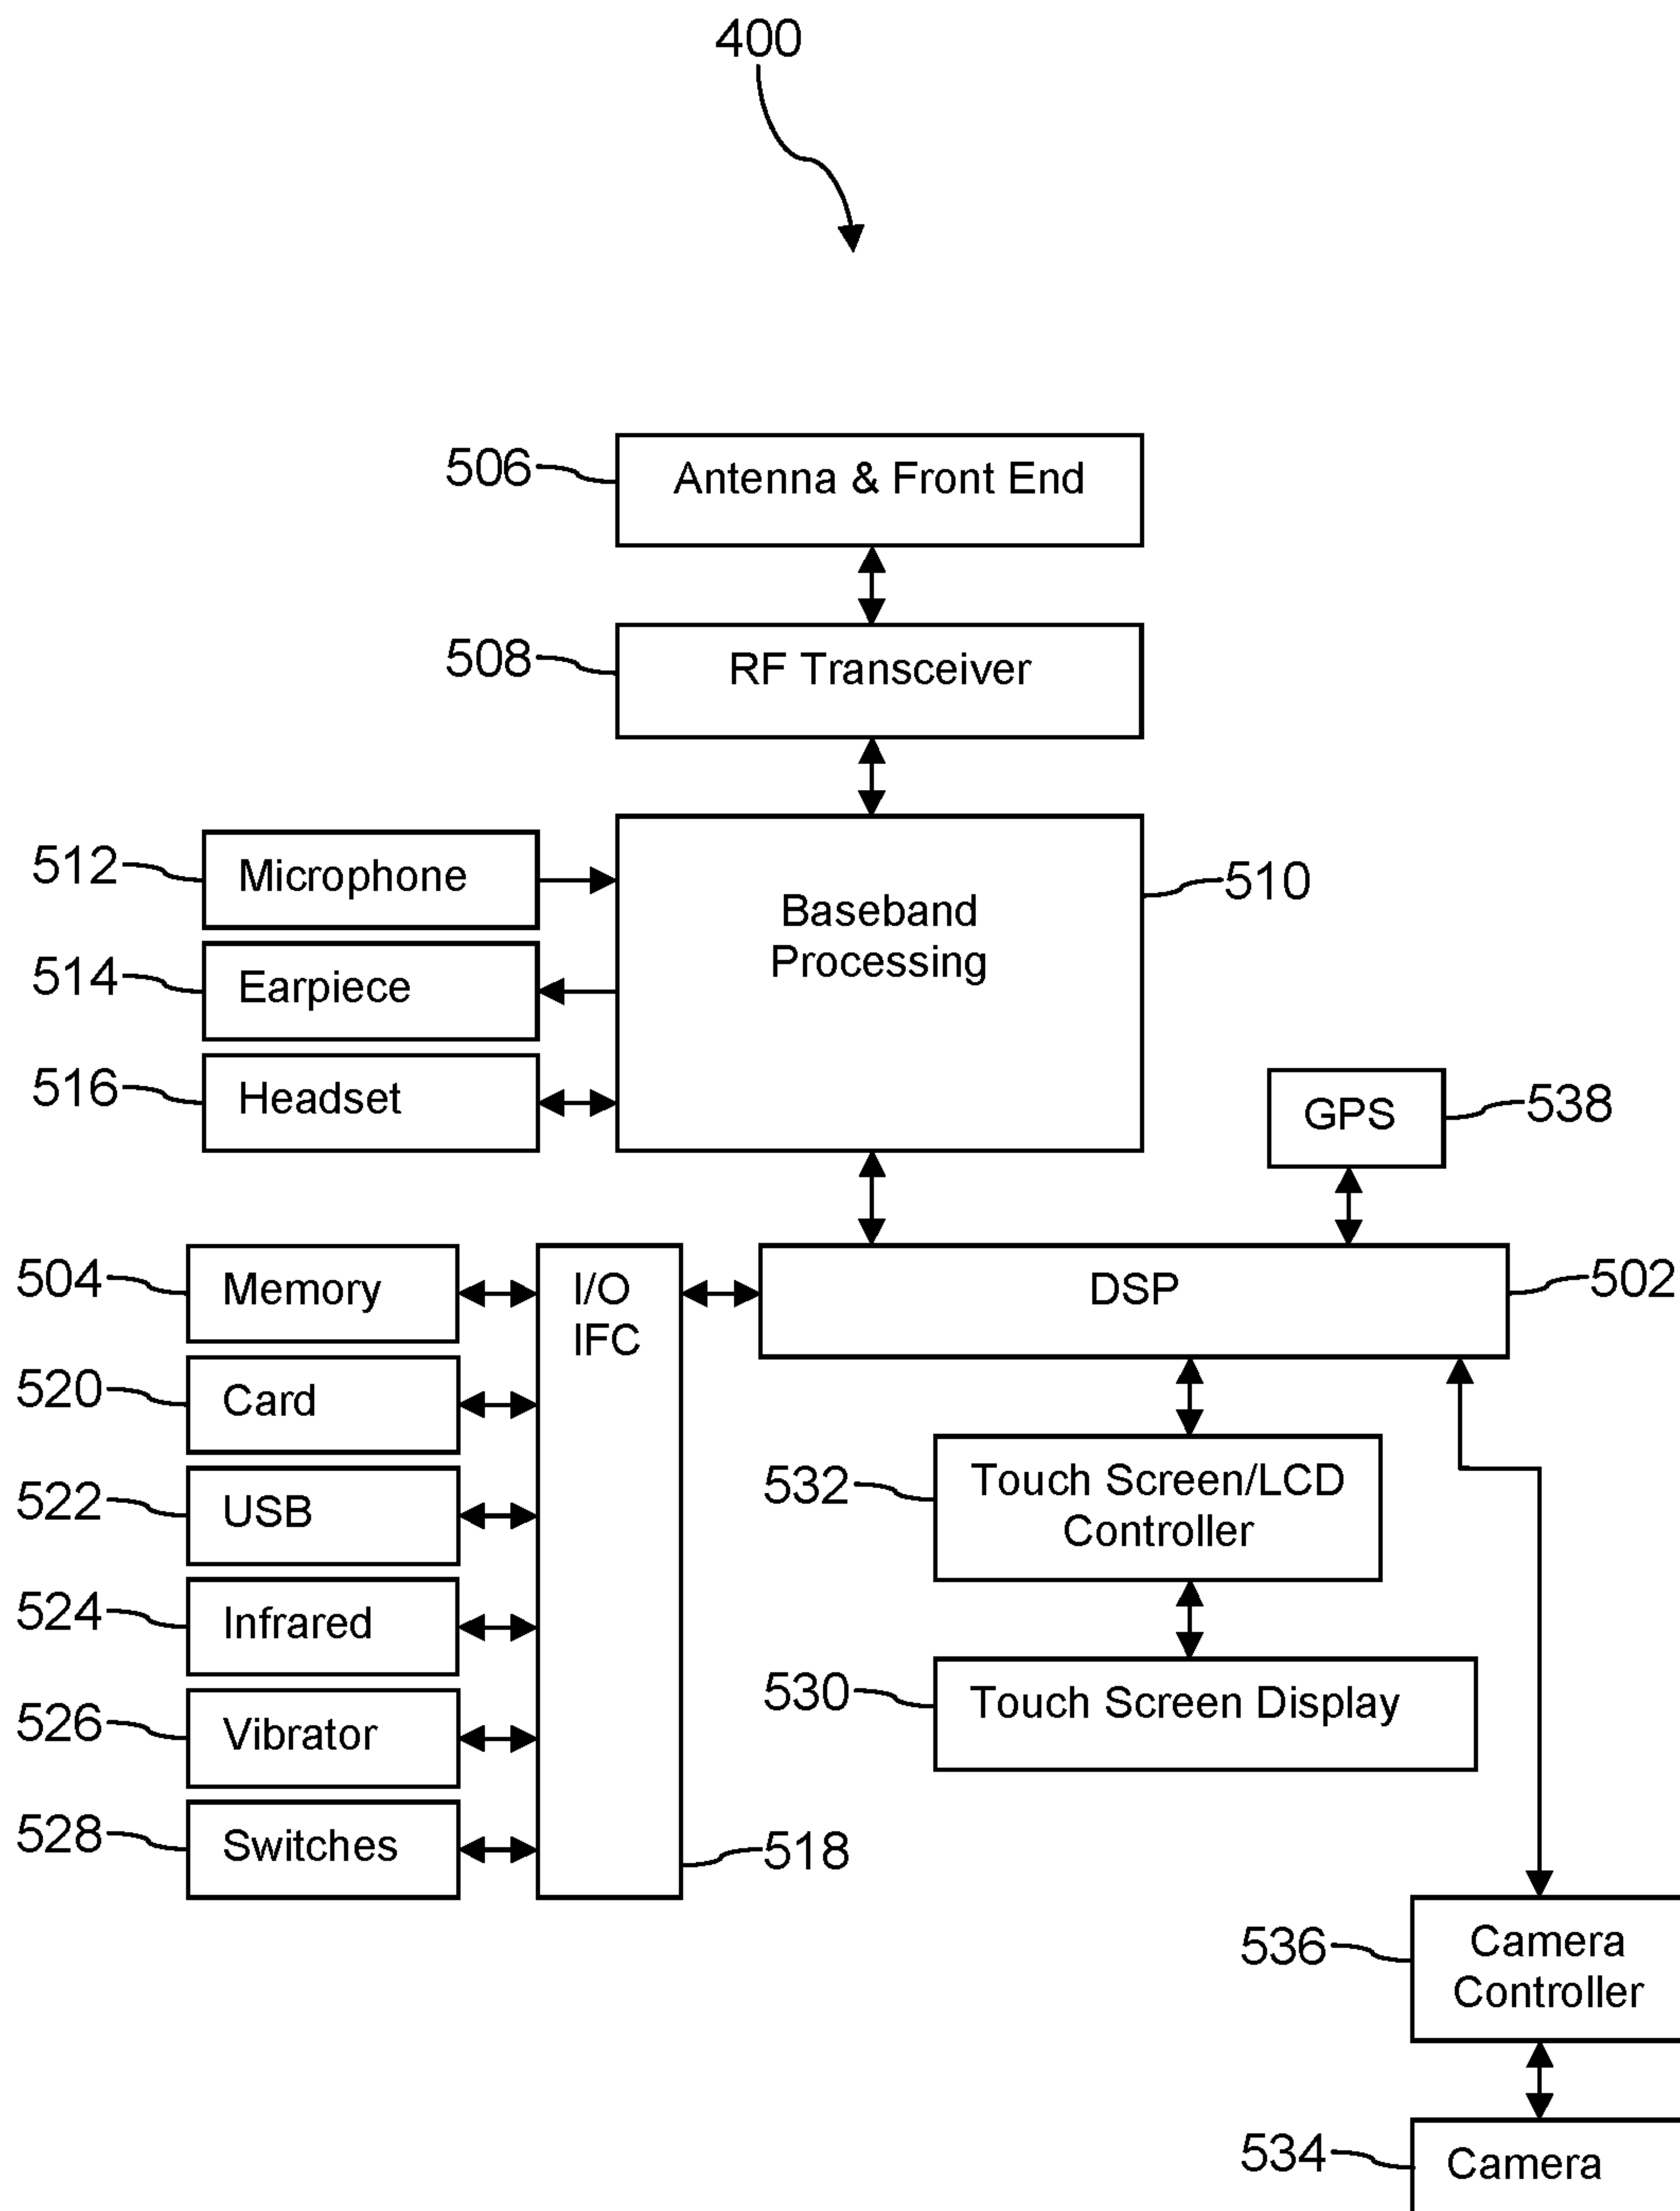 400
506
Antenna & Front End
508
RF Transceiver
512
Microphone
Baseband
Processing
510
514
Earpiece
516
Headset
GPS
538
504
Memory
I/O
IFC
DSP
502
520
Card
522
USB
532
Touch Screen/LCD
Controller
524
Infrared
526
Vibrator
530
Touch Screen Display
528
Switches
518
536
Camera
Controller
534
Camera